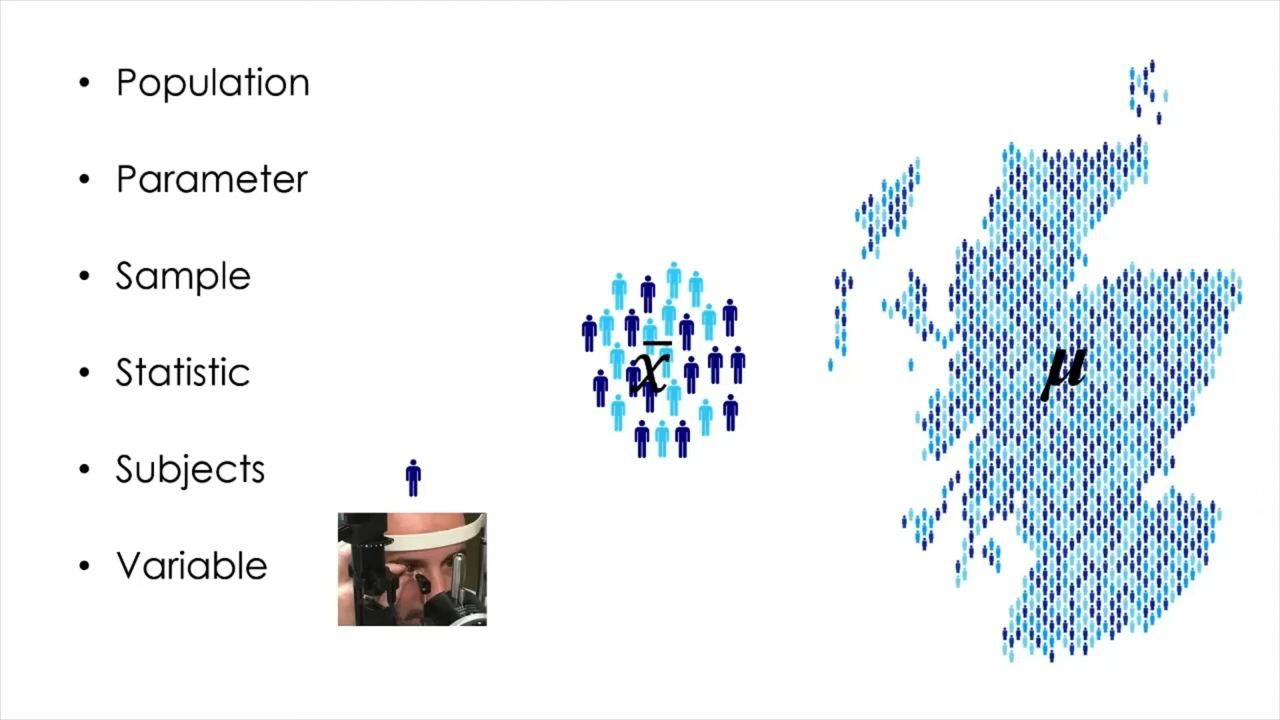 • Population
• Parameter
• Sample
• Statistic
• Subjects
• Variable
x̄
μ